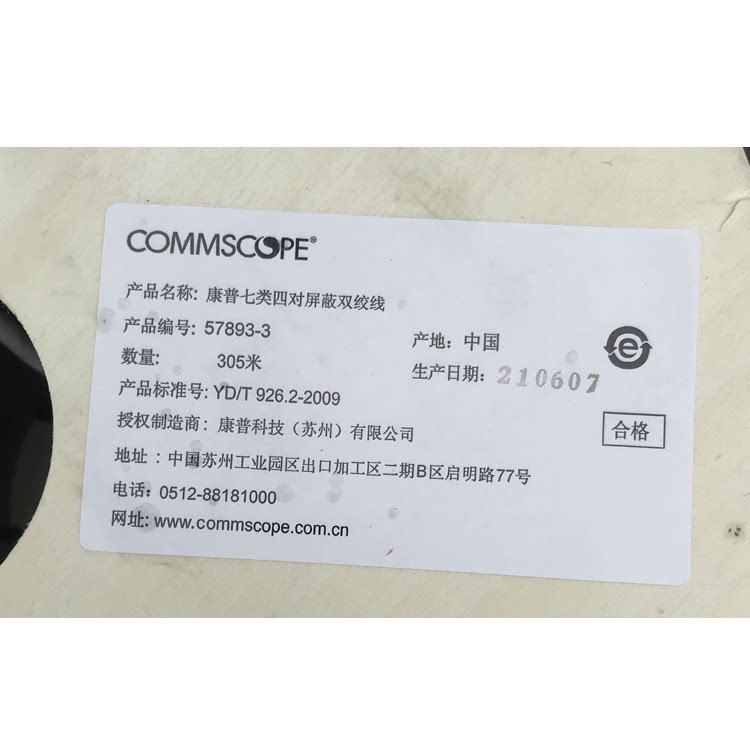 COMMSCOPE®
产品名称: 康普七类四对屏蔽双绞线
产品编号: 57893-3
产地: 中国
数量: 305米
生产日期: 210607
产品标准号: YD/T 926.2-2009
合格
授权制造商 : 康普科技（苏州）有限公司
地址 : 中国苏州工业园区出口加工区二期B区启明路77号
电话: 0512-88181000
网址: www.commscope.com.cn
e